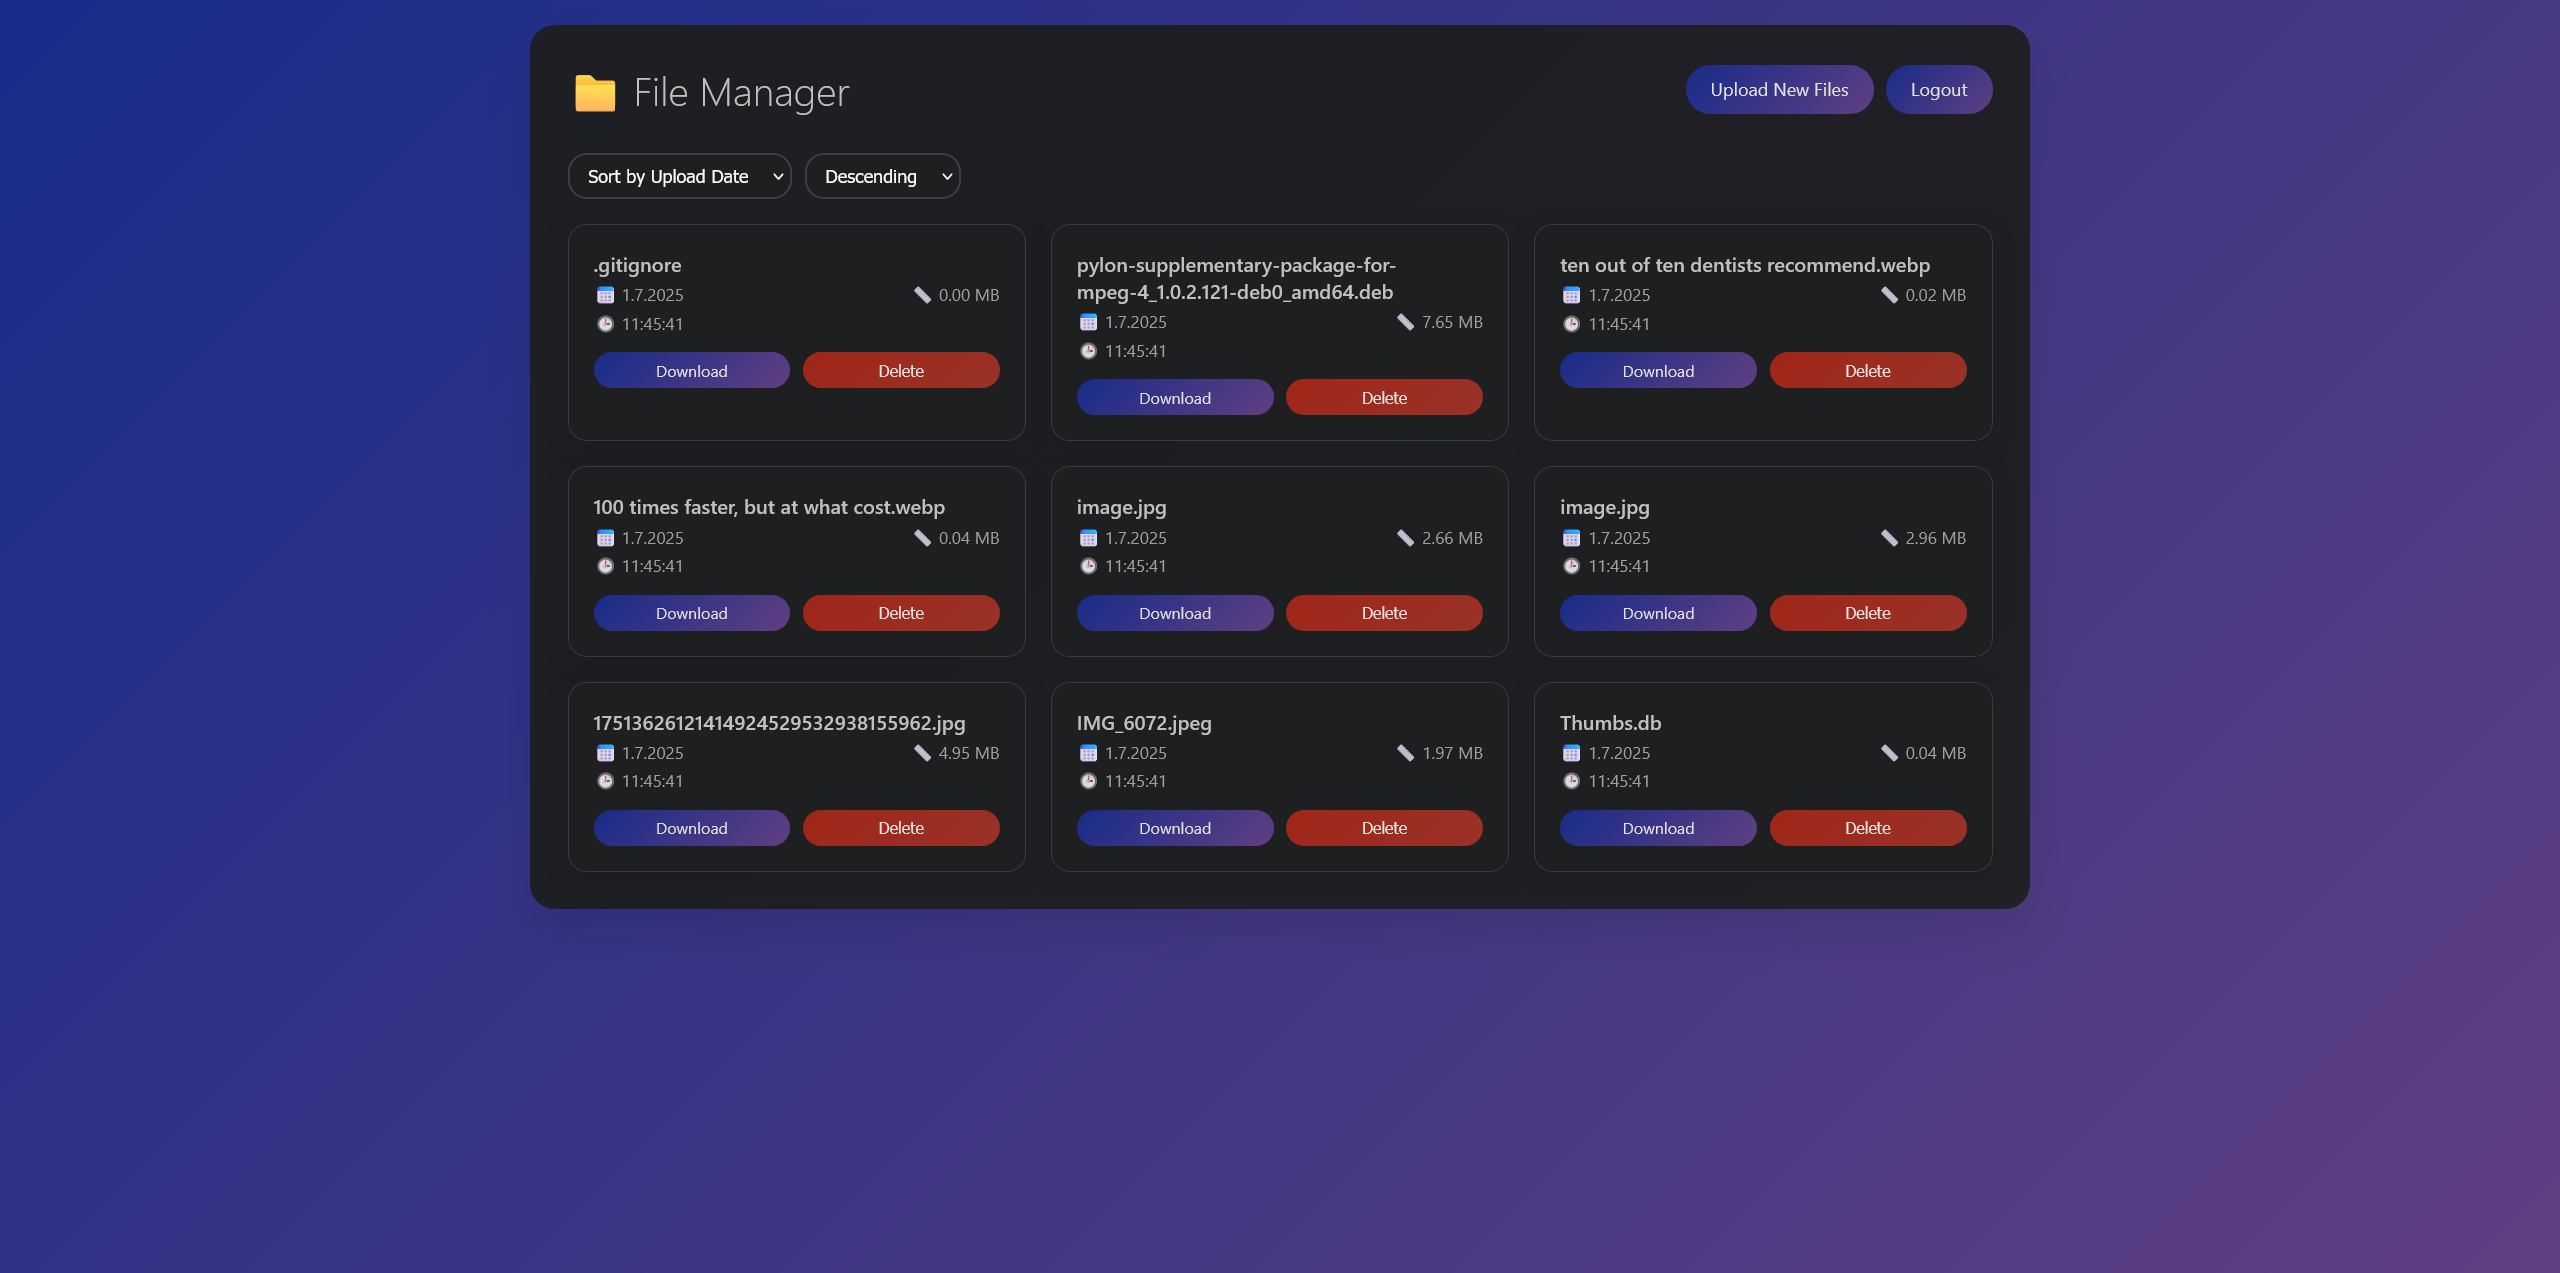 File Manager
Upload New Files
Logout
Sort by Upload Date
Descending
.gitignore
1.7.2025
0.00 MB
11:45:41
Download
Delete
pylon-supplementary-package-for-
mpeg-4_1.0.2.121-deb0_amd64.deb
1.7.2025
7.65 MB
11:45:41
Download
Delete
ten out of ten dentists recommend.webp
1.7.2025
0.02 MB
11:45:41
Download
Delete
100 times faster, but at what cost.webp
1.7.2025
0.04 MB
11:45:41
Download
Delete
image.jpg
1.7.2025
2.66 MB
11:45:41
Download
Delete
image.jpg
1.7.2025
2.96 MB
11:45:41
Download
Delete
17513626121414924529532938155962.jpg
1.7.2025
4.95 MB
11:45:41
Download
Delete
IMG_6072.jpeg
1.7.2025
1.97 MB
11:45:41
Download
Delete
Thumbs.db
1.7.2025
0.04 MB
11:45:41
Download
Delete